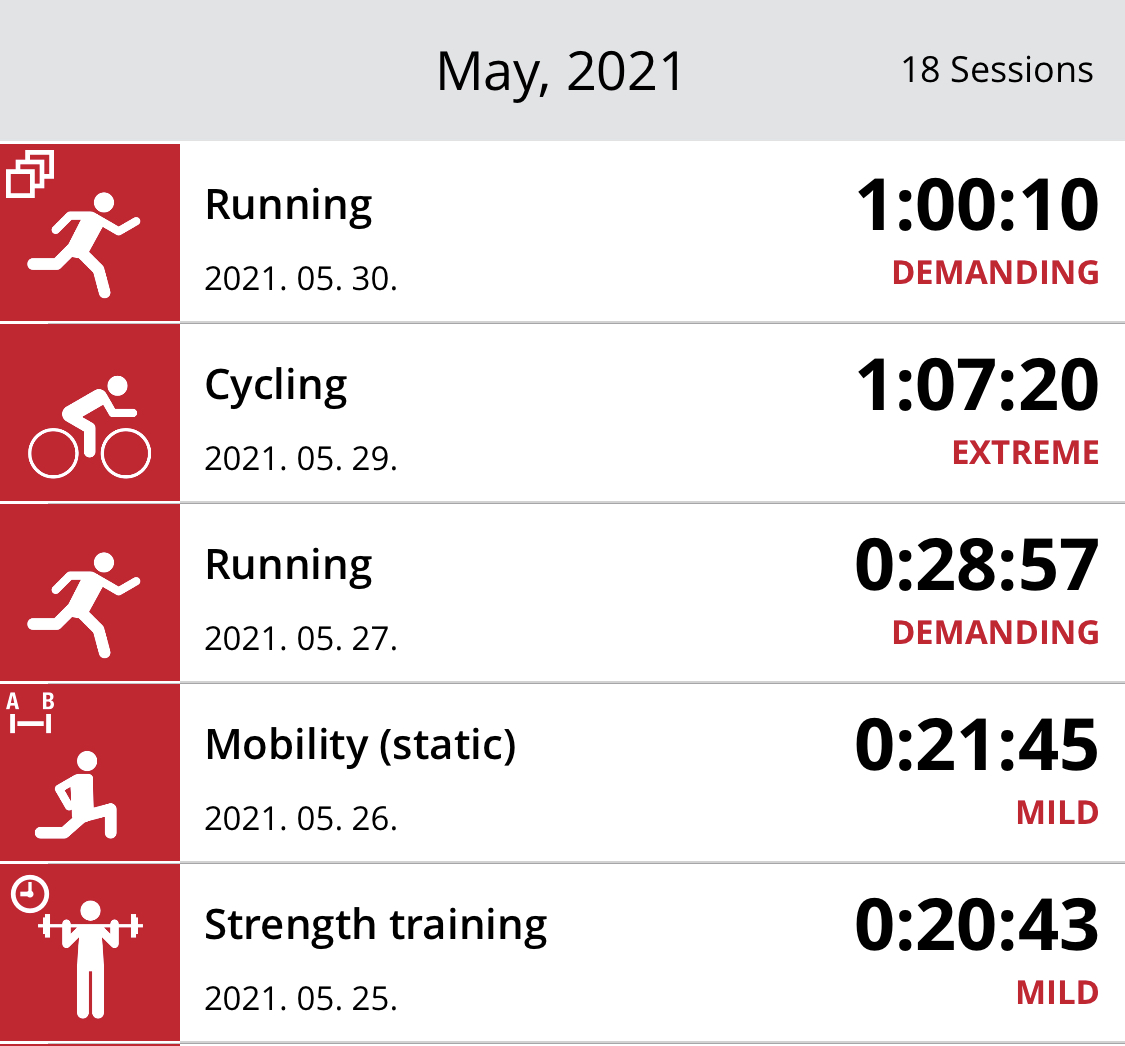 May, 2021
18 Sessions
Running
1:00:10
2021. 05. 30.
DEMANDING
Cycling
1:07:20
2021. 05. 29.
EXTREME
Running
0:28:57
2021. 05. 27.
DEMANDING
A B
Mobility (static)
0:21:45
2021. 05. 26.
MILD
Strength training
0:20:43
2021. 05. 25.
MILD